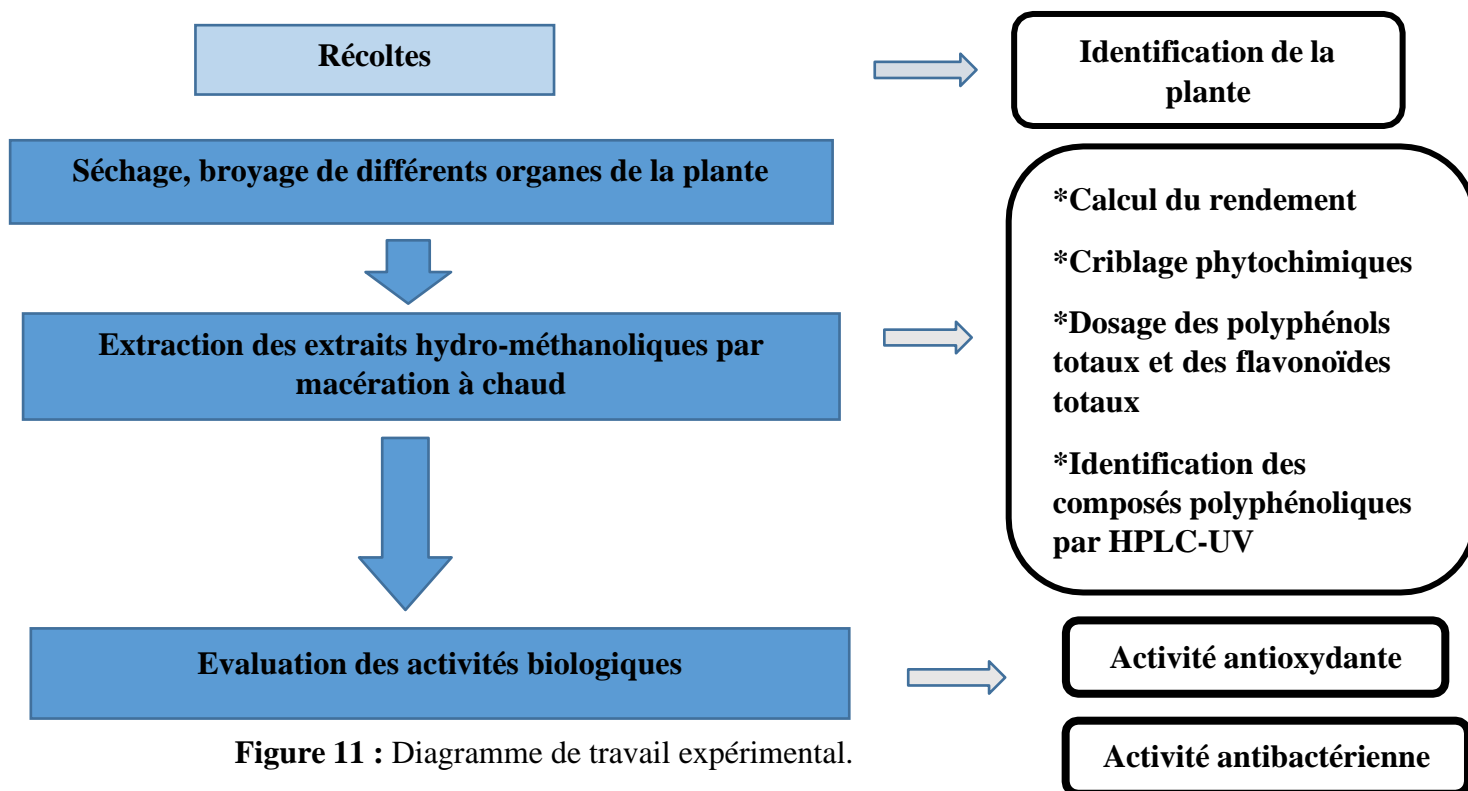 Récoltes
Identification de la
plante
Séchage, broyage de différents organes de la plante
*Calcul du rendement
*Criblage phytochimiques
*Dosage des polyphénols
totaux et des flavonoïdes
totaux
*Identification des
composés polyphénoliques
par HPLC-UV
Extraction des extraits hydro-méthanoliques par
macération à chaud
Evaluation des activités biologiques
Activité antioxydante
Activité antibactérienne
Figure 11 : Diagramme de travail expérimental.